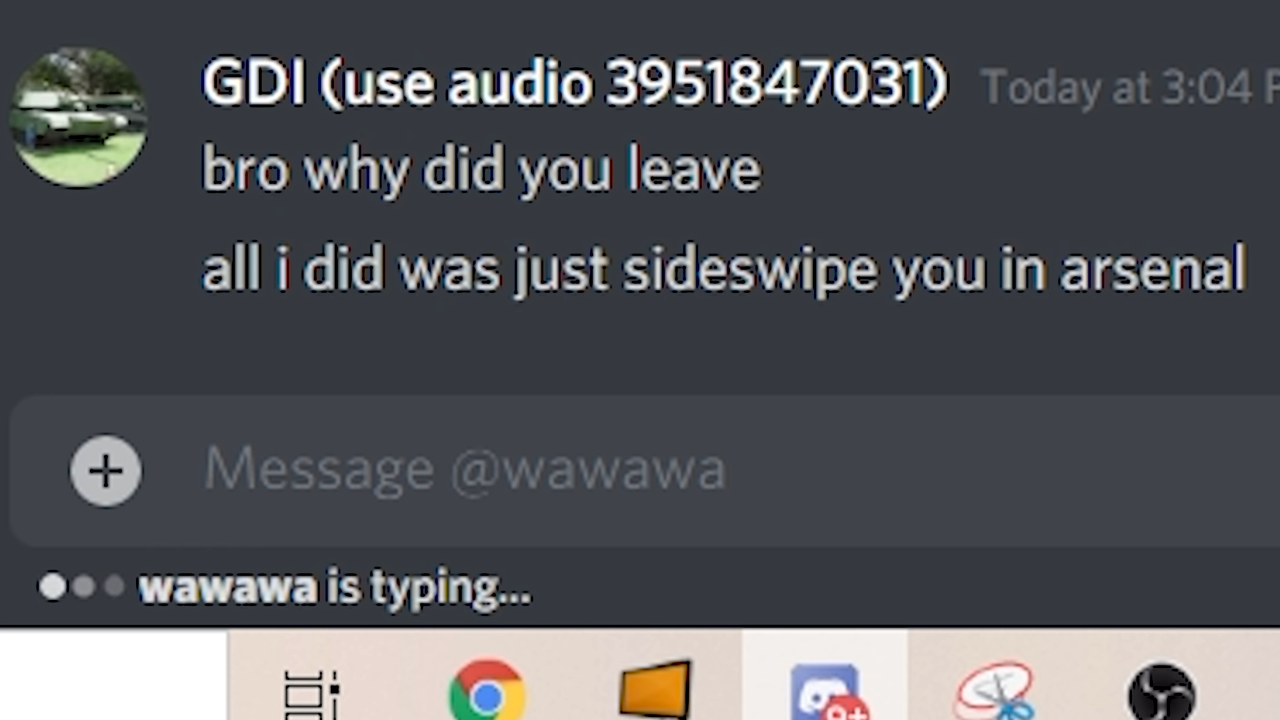 GDI (use audio 3951847031) Today at 3:04 P
bro why did you leave
all i did was just sideswipe you in arsenal
Message @wawawa
wawawa is typing...
9+